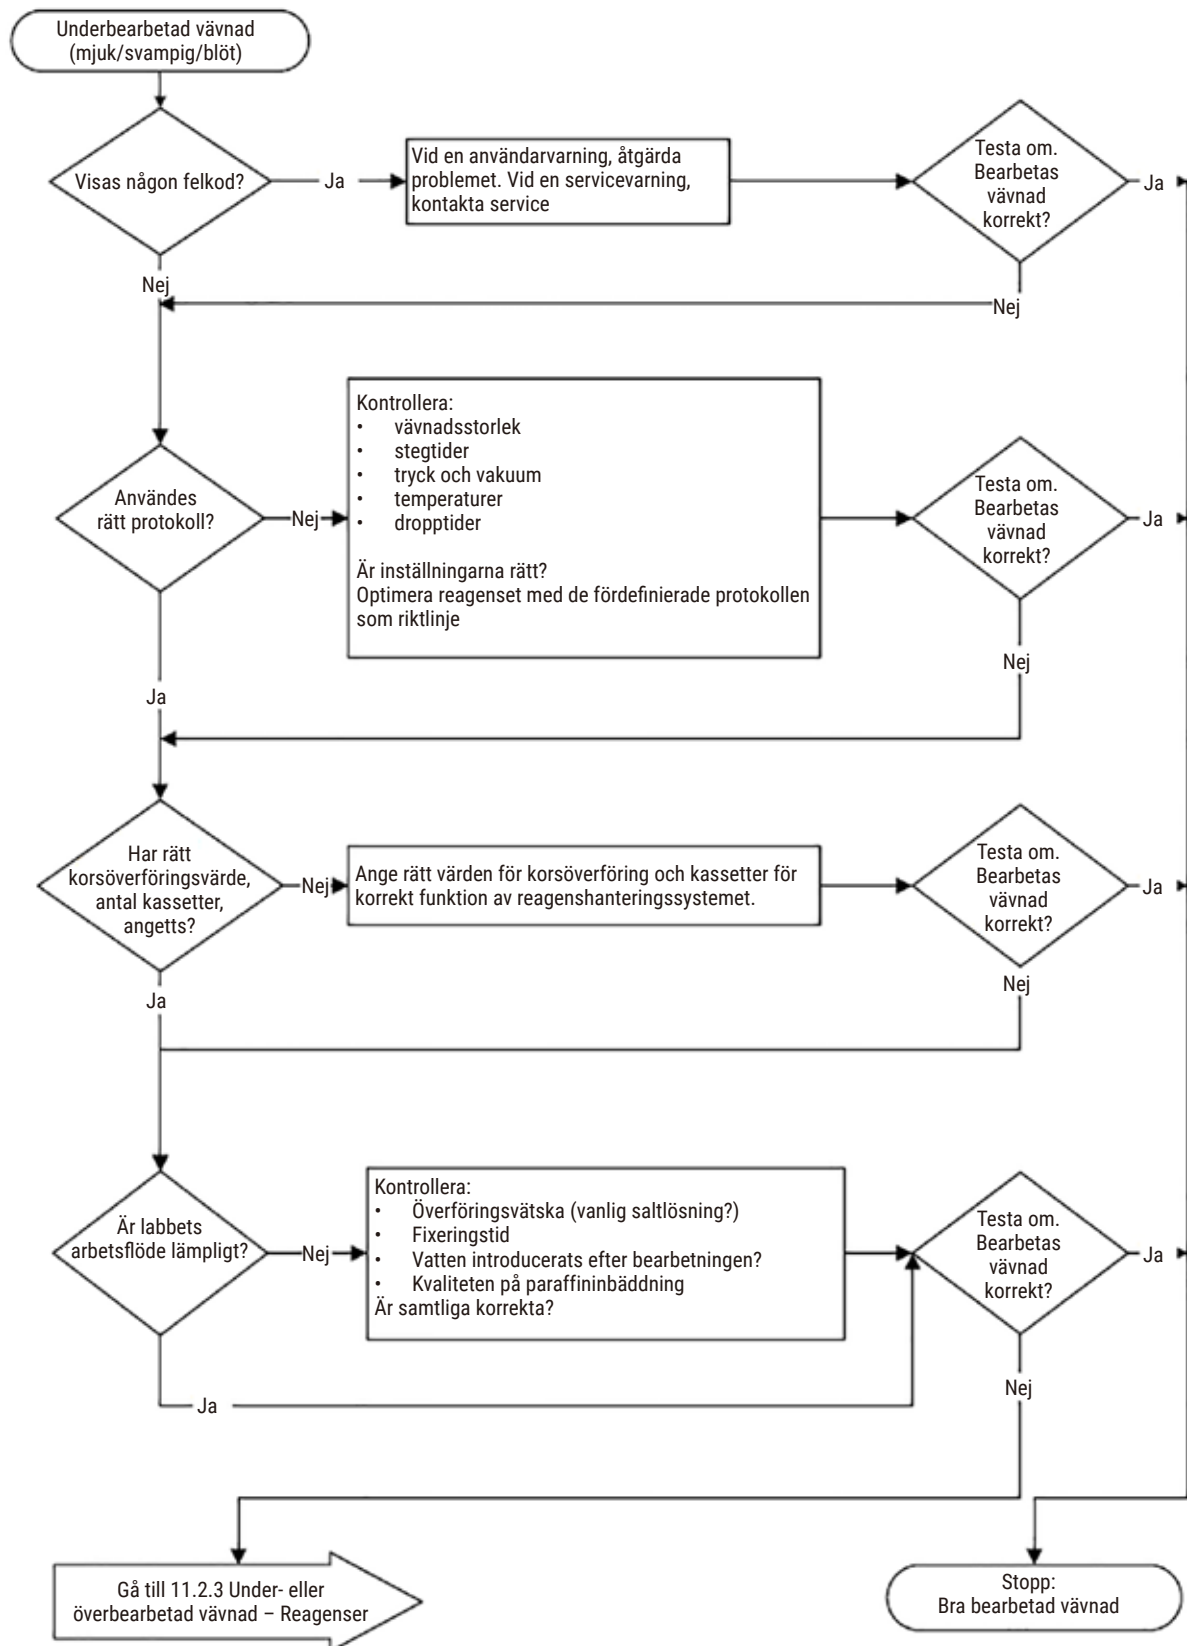 Underbearbetad vävnad
(mjuk/svampig/blöt)
Visas någon felkod?
Ja
Vid en användarvarning, åtgärda
problemet. Vid en servicevarning,
kontakta service
Testa om.
Bearbetas
vävnad
korrekt?
Ja
Nej
Nej
Användes
rätt protokoll?
Nej
Kontrollera:
• vävnadsstorlek
• stegtider
• tryck och vakuum
• temperaturer
• dropptider
Är inställningarna rätt?
Optimera reagenset med de fördefinierade protokollen
som riktlinje
Testa om.
Bearbetas
vävnad
korrekt?
Ja
Nej
Ja
Har rätt
korsöverföringsvärde,
antal kassetter,
angetts?
Nej
Ange rätt värden för korsöverföring och kassetter för
korrekt funktion av reagenshanteringssystemet.
Testa om.
Bearbetas
vävnad
korrekt?
Ja
Nej
Ja
Är labbets
arbetsflöde lämpligt?
Nej
Kontrollera:
• Överföringsvätska (vanlig saltlösning?)
• Fixeringstid
• Vatten introducerats efter bearbetningen?
• Kvaliteten på paraffininbäddning
Är samtliga korrekta?
Testa om.
Bearbetas
vävnad
korrekt?
Ja
Nej
Ja
Gå till 11.2.3 Under- eller
överbearbetad vävnad – Reagenser
Stopp:
Bra bearbetad vävnad